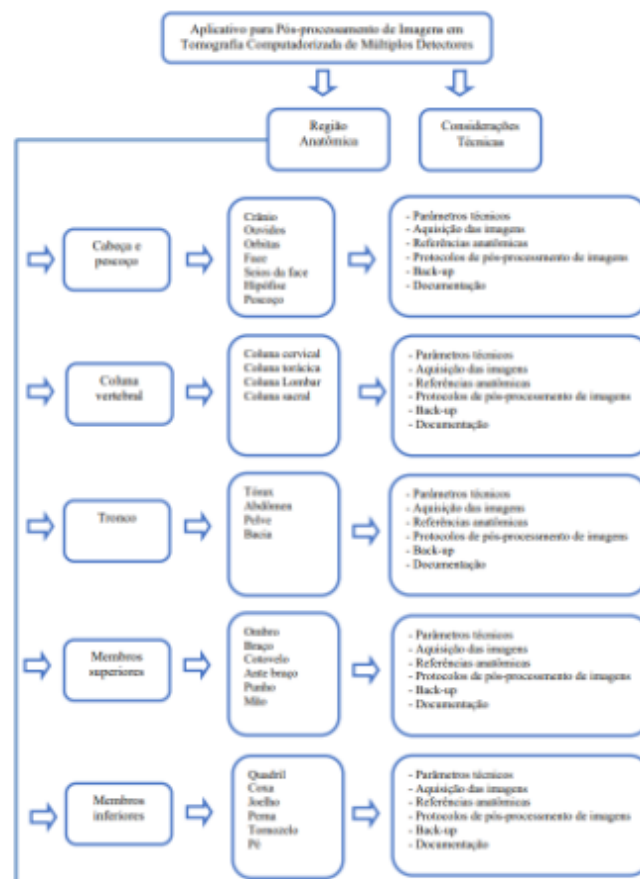 Aplicativo para Pós-processamento de Imagens em
Tomografia Computadorizada de Múltiplos Detectores
Região
Anatômica
Considerações
Técnicas
Cabeça e
pescoço
Crânio
Ouvidos
Orbitas
Face
Seios da face
Hipófise
Pescoço
- Parâmetros técnicos
- Aquisição das imagens
- Referências anatômicas
- Protocolos de pós-processamento de imagens
- Back-up
- Documentação
Coluna
vertebral
Coluna cervical
Coluna torácica
Coluna Lombar
Coluna sacral
- Parâmetros técnicos
- Aquisição das imagens
- Referências anatômicas
- Protocolos de pós-processamento de imagens
- Back-up
- Documentação
Tronco
Tórax
Abdômen
Pelve
Bacia
- Parâmetros técnicos
- Aquisição das imagens
- Referências anatômicas
- Protocolos de pós-processamento de imagens
- Back-up
- Documentação
Membros
superiores
Ombro
Braço
Cotovelo
Ante braço
Punho
Mão
- Parâmetros técnicos
- Aquisição das imagens
- Referências anatômicas
- Protocolos de pós-processamento de imagens
- Back-up
- Documentação
Membros
inferiores
Quadril
Coxa
Joelho
Perna
Tornozelo
Pé
- Parâmetros técnicos
- Aquisição das imagens
- Referências anatômicas
- Protocolos de pós-processamento de imagens
- Back-up
- Documentação